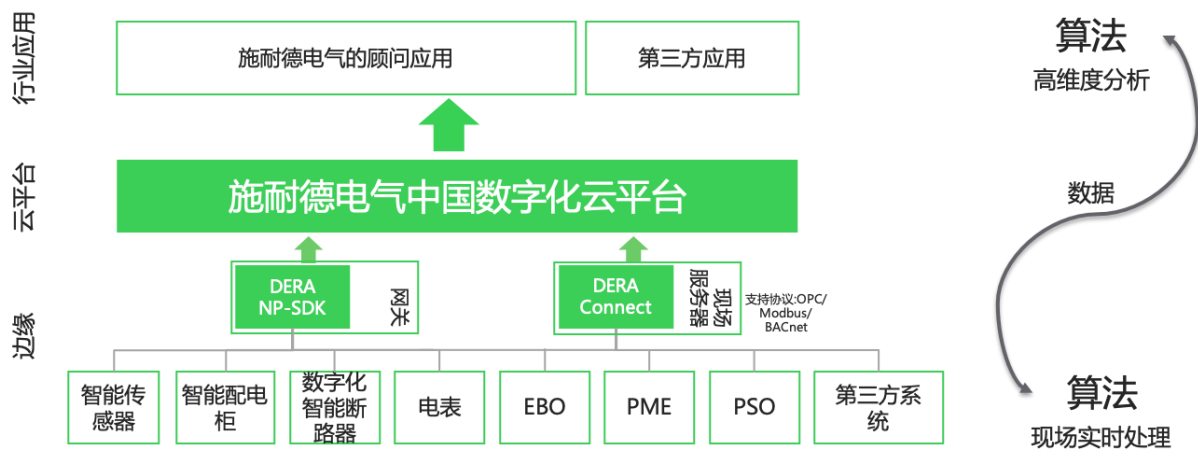 行业应用
施耐德电气的顾问应用
第三方应用
算法
高维度分析
云平台
施耐德电气中国数字化云平台
数据
边缘
DERA
NP-SDK
网关
DERA
Connect
现场
服务器
支持协议:OPC/
Modbus/
BACnet
智能传
感器
智能配电
柜
数字化
智能断
路器
电表
EBO
PME
PSO
第三方系
统
算法
现场实时处理